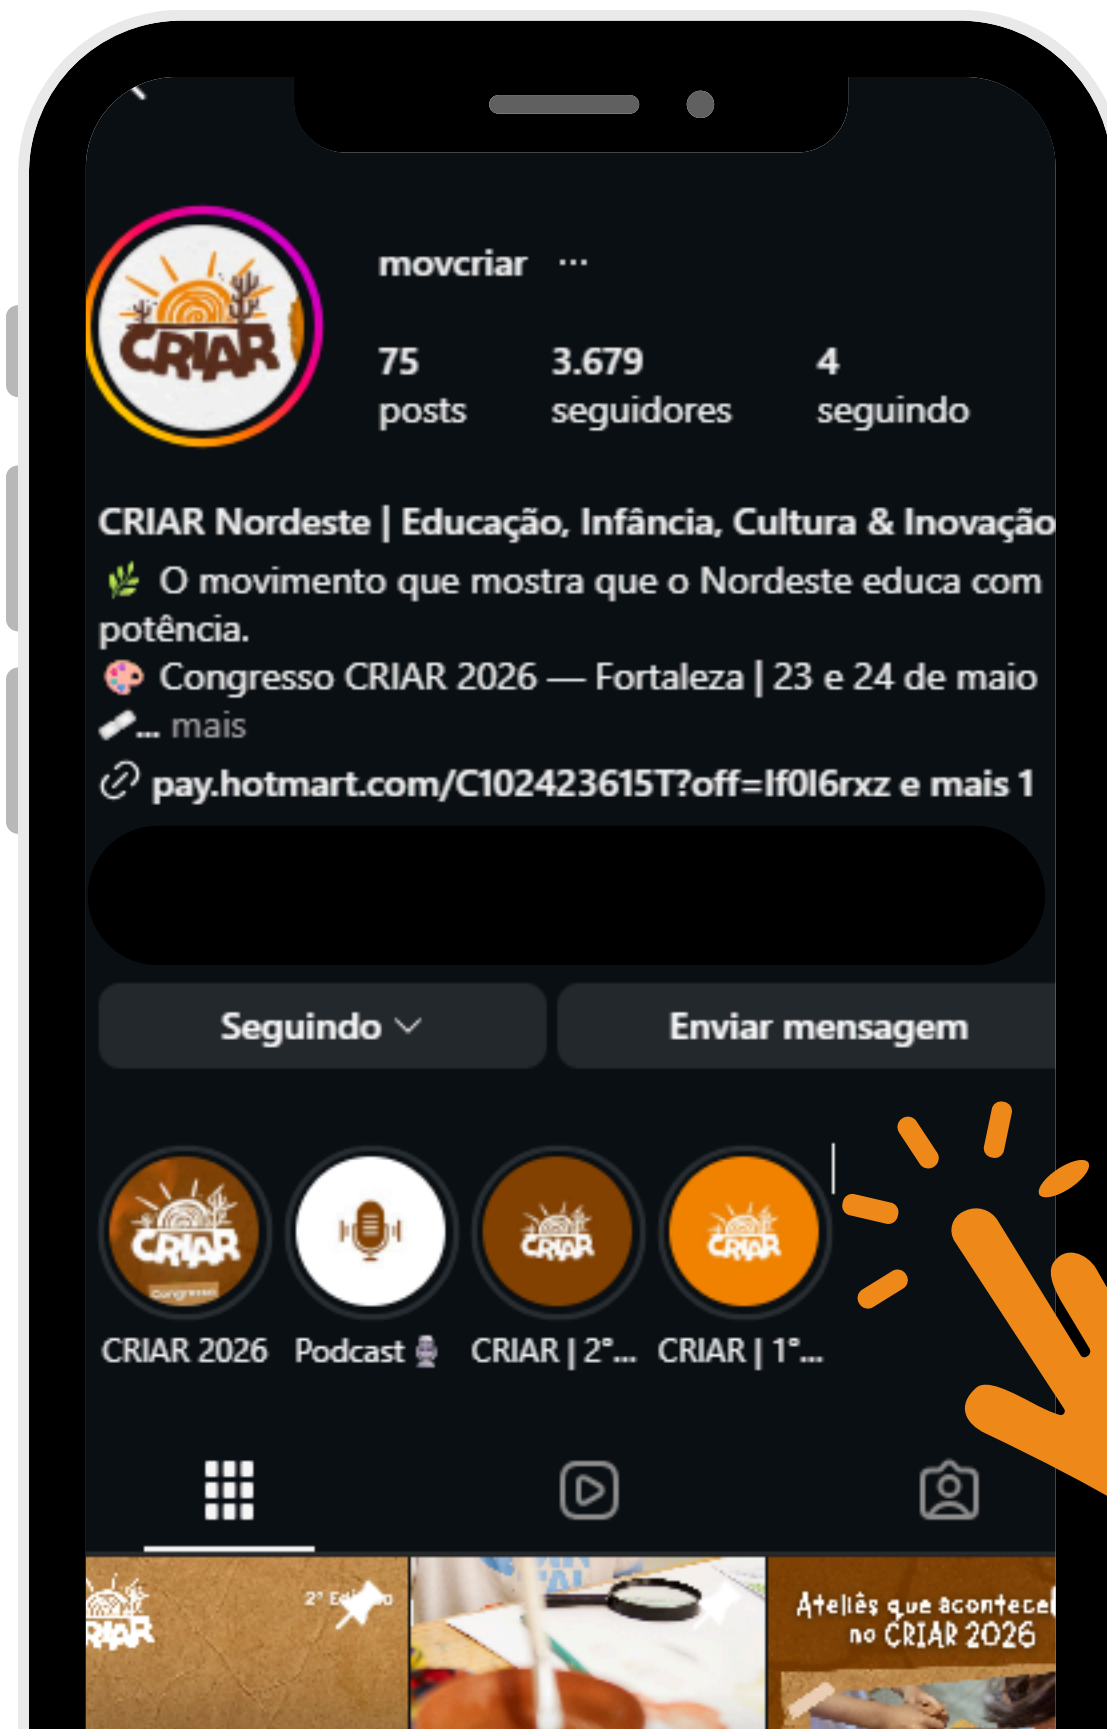 CRIAR
movcriar ...
75 3.679 4
posts seguidores seguindo
CRIAR Nordeste | Educação, Infância, Cultura & Inovação
O movimento que mostra que o Nordeste educa com
potência.
Congresso CRIAR 2026 — Fortaleza | 23 e 24 de maio
... mais
pay.hotmart.com/C102423615T?off=lf0l6rxz e mais 1
Seguindo Enviar mensagem
CRIAR CRIAR CRIAR
Congresso
CRIAR 2026 Podcast CRIAR | 2°... CRIAR | 1°...
2ª
Ateliês que acontece
no CRIAR 2026